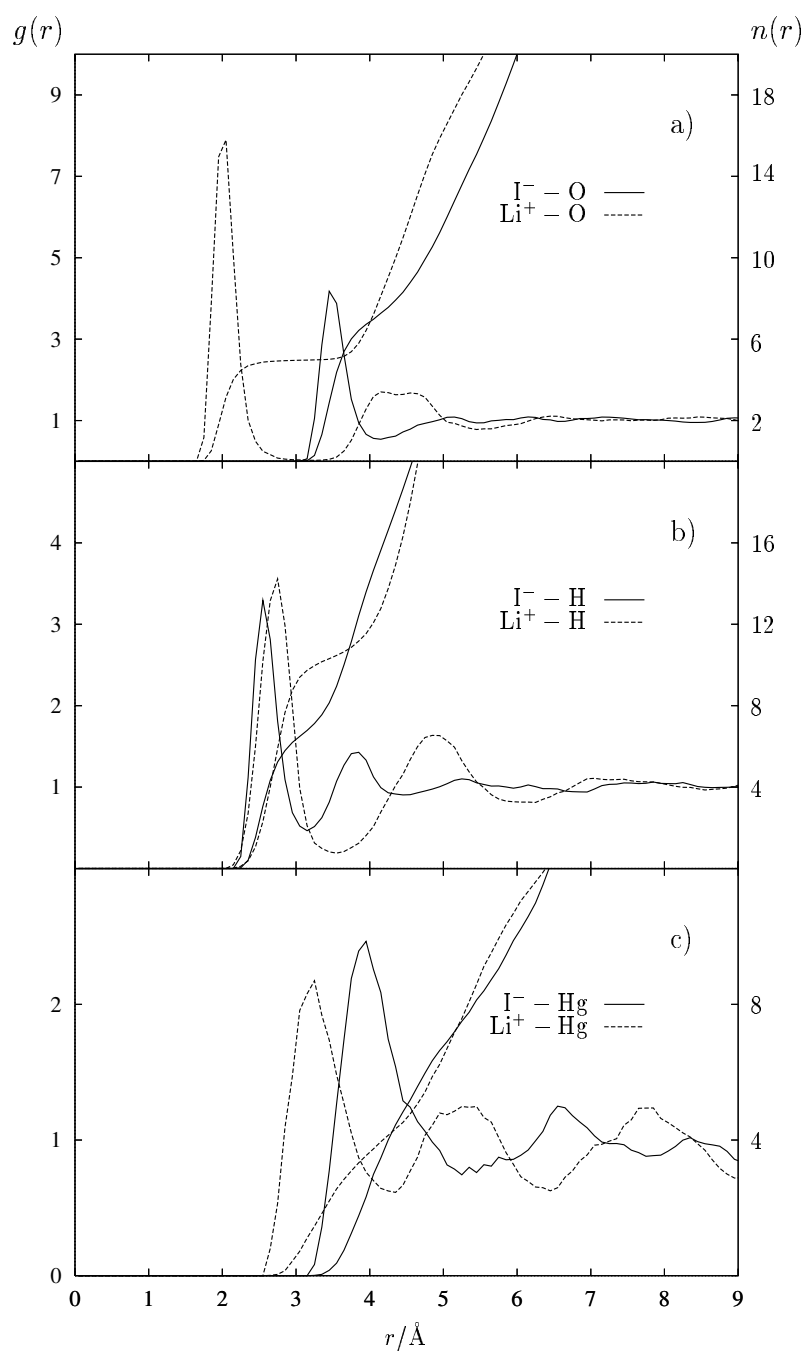 g(r) n(r)
9 18
a)
7 14
I⁻ – O
Li⁺ – O
5 10
3 6
1 2
b)
4 16
I⁻ – H
Li⁺ – H
3 12
2 8
1 4
c)
2 8
I⁻ – Hg
Li⁺ – Hg
1 4
0
0 1 2 3 4 5 6 7 8 9
r/Å